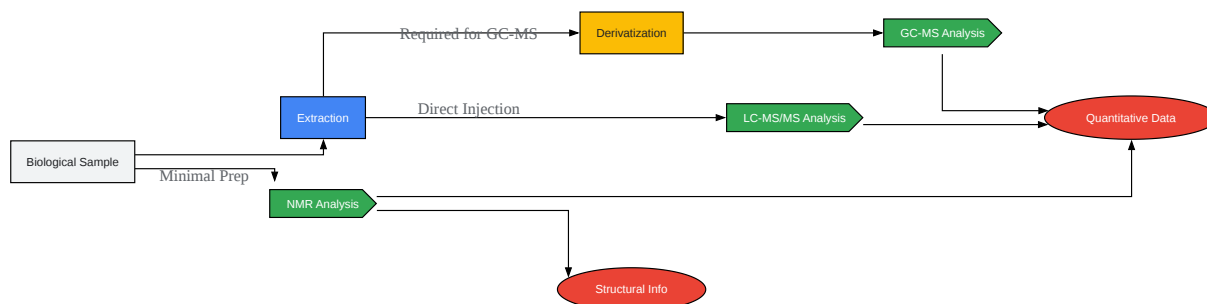 Required for GC-MS
Derivatization
GC-MS Analysis
Extraction
Direct Injection
LC-MS/MS Analysis
Quantitative Data
Biological Sample
Minimal Prep
NMR Analysis
Structural Info